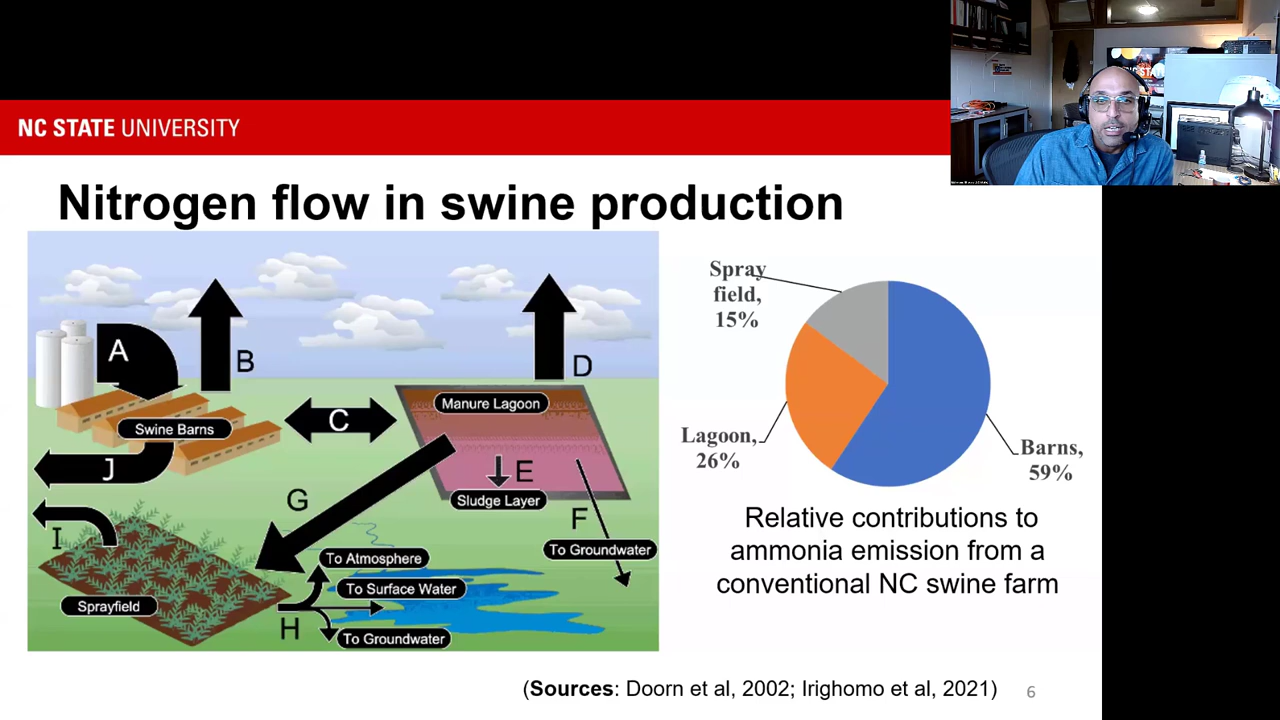 NC STATE UNIVERSITY
Nitrogen flow in swine production
A
B
C
D
Swine Barns
Manure Lagoon
J
E
Sludge Layer
G
F
I
To Groundwater
To Atmosphere
To Surface Water
Sprayfield
H
To Groundwater
Spray
field,
15%
Lagoon,
26%
Barns,
59%
Relative contributions to
ammonia emission from a
conventional NC swine farm
(Sources: Doorn et al, 2002; Irighomo et al, 2021)
6